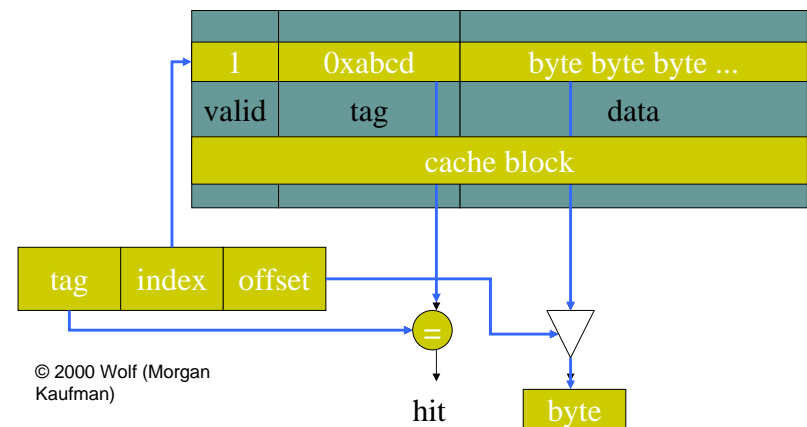 1 0xabcd byte byte byte ...
valid tag data
cache block
tag index offset
=
© 2000 Wolf (Morgan
Kaufman)
hit
byte